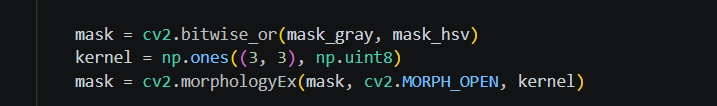 mask = cv2.bitwise_or(mask_gray, mask_hsv)
kernel = np.ones((3, 3), np.uint8)
mask = cv2.morphologyEx(mask, cv2.MORPH_OPEN, kernel)